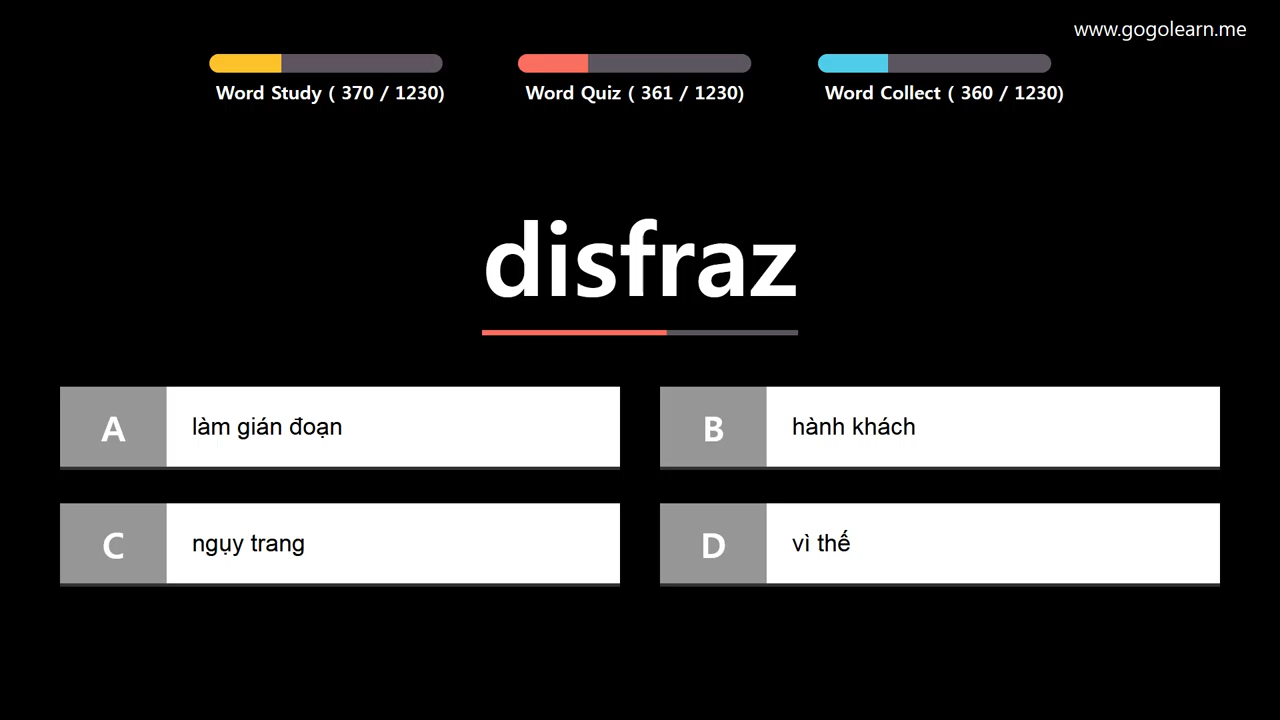 www.gogolearn.me
Word Study ( 370 / 1230)
Word Quiz ( 361 / 1230)
Word Collect ( 360 / 1230)
disfraz
A
làm gián đoạn
B
hành khách
C
ngụy trang
D
vì thế